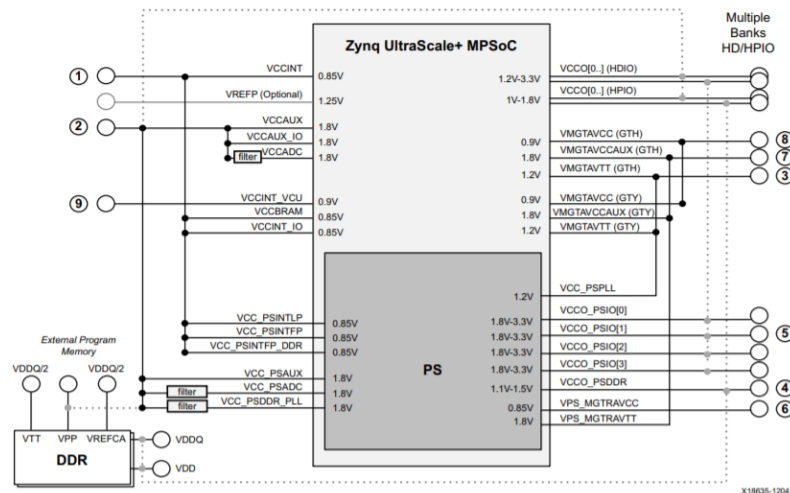 Multiple
Banks
HD/HPIO
Zynq UltraScale+ MPSoC
1
VCCINT
0.85V
VREFP (Optional)
1.25V
2
VCCAUX
1.8V
VCCAUX_IO
1.8V
filter
VCCADC
1.8V
9
VCCINT_VCU
0.9V
VCCBRAM
0.85V
VCCINT_IO
0.85V
VCCO[0..] (HDIO)
1.2V-3.3V
VCCO[0..] (HPIO)
1V-1.8V
VMGTAVCC (GTH)
0.9V
8
VMGTAVCCAUX (GTH)
1.8V
7
VMGTAVTT (GTH)
1.2V
3
VMGTAVCC (GTY)
0.9V
VMGTAVCCAUX (GTY)
1.8V
VMGTAVTT (GTY)
1.2V
PS
VCC_PSINTLP
0.85V
VCC_PSINTFP
0.85V
VCC_PSINTFP_DDR
0.85V
VCC_PSAUX
1.8V
filter
VCC_PSADC
1.8V
filter
VCC_PSDDR_PLL
1.8V
VCC_PSPLL
1.2V
VCCO_PSIO[0]
1.8V-3.3V
VCCO_PSIO[1]
1.8V-3.3V
5
VCCO_PSIO[2]
1.8V-3.3V
VCCO_PSIO[3]
1.8V-3.3V
VCCO_PSDDR
1.1V-1.5V
4
VPS_MGTRAVCC
0.85V
6
VPS_MGTRAVTT
1.8V
External Program
Memory
VDDQ/2
VPP
VDDQ/2
VTT
VPP
VREFCA
DDR
VDDQ
VDD
X18635-1204